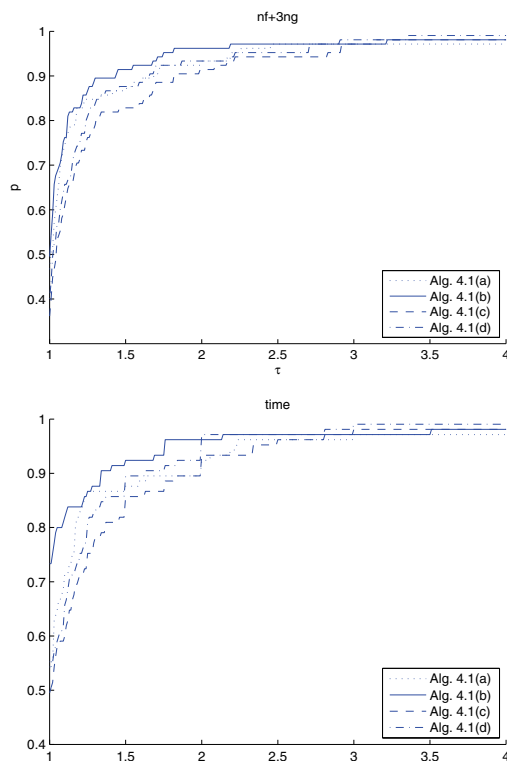 nf+3ng
1
0.9
0.8
0.7
0.6
0.5
0.4
p
1 1.5 2 2.5 3 3.5 4
τ
Alg. 4.1(a)
Alg. 4.1(b)
Alg. 4.1(c)
Alg. 4.1(d)
time
1
0.9
0.8
0.7
0.6
0.5
0.4
1 1.5 2 2.5 3 3.5 4
Alg. 4.1(a)
Alg. 4.1(b)
Alg. 4.1(c)
Alg. 4.1(d)